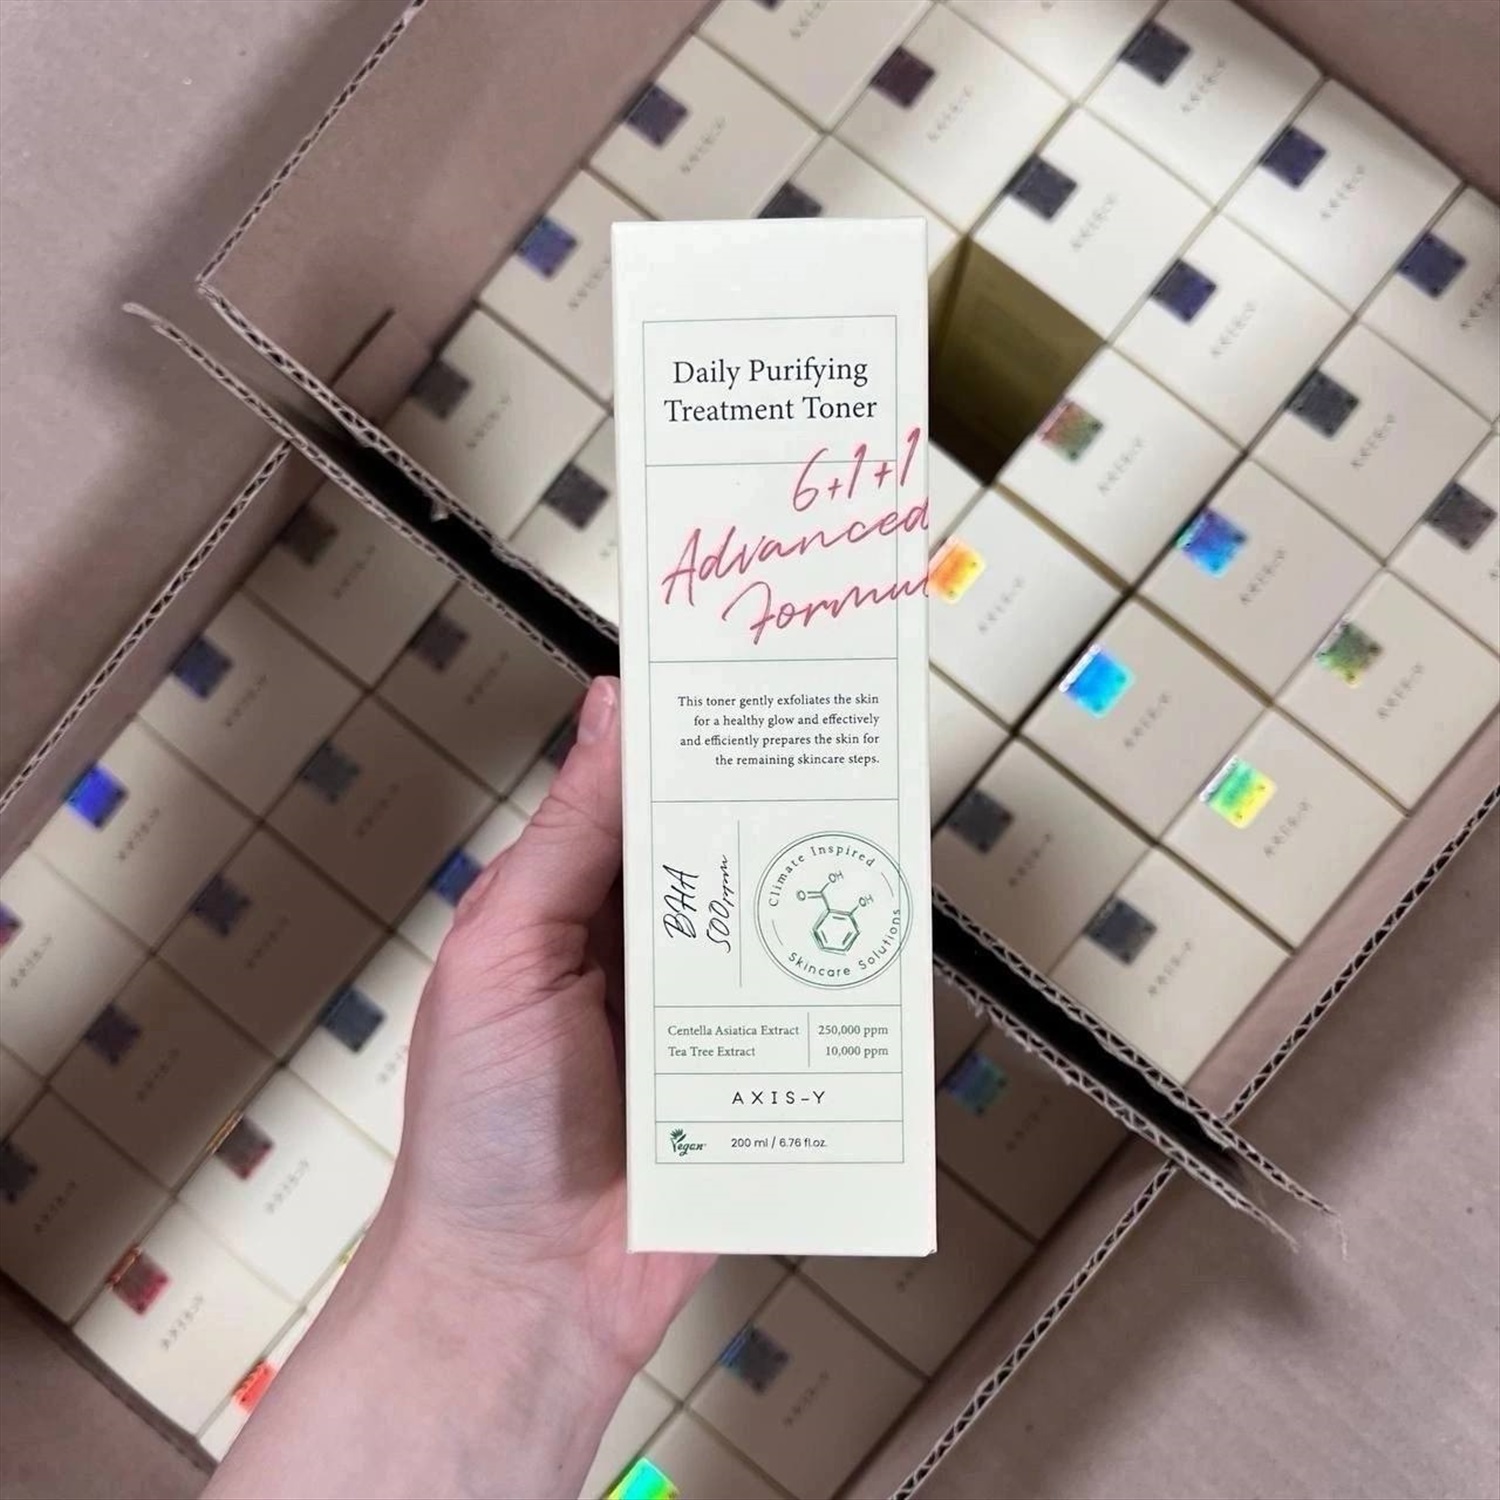 Daily Purifying
Treatment Toner
6+1+1
Advanced
Formul
This toner gently exfoliates the skin
for a healthy glow and effectively
and efficiently prepares the skin for
the remaining skincare steps.
BHA
500ppm
Climate Inspired
Skincare Solutions
O
OH
OH
Centella Asiatica Extract 250,000 ppm
Tea Tree Extract 10,000 ppm
AXIS-Y
Vegan
200 ml / 6.76 fl.oz.